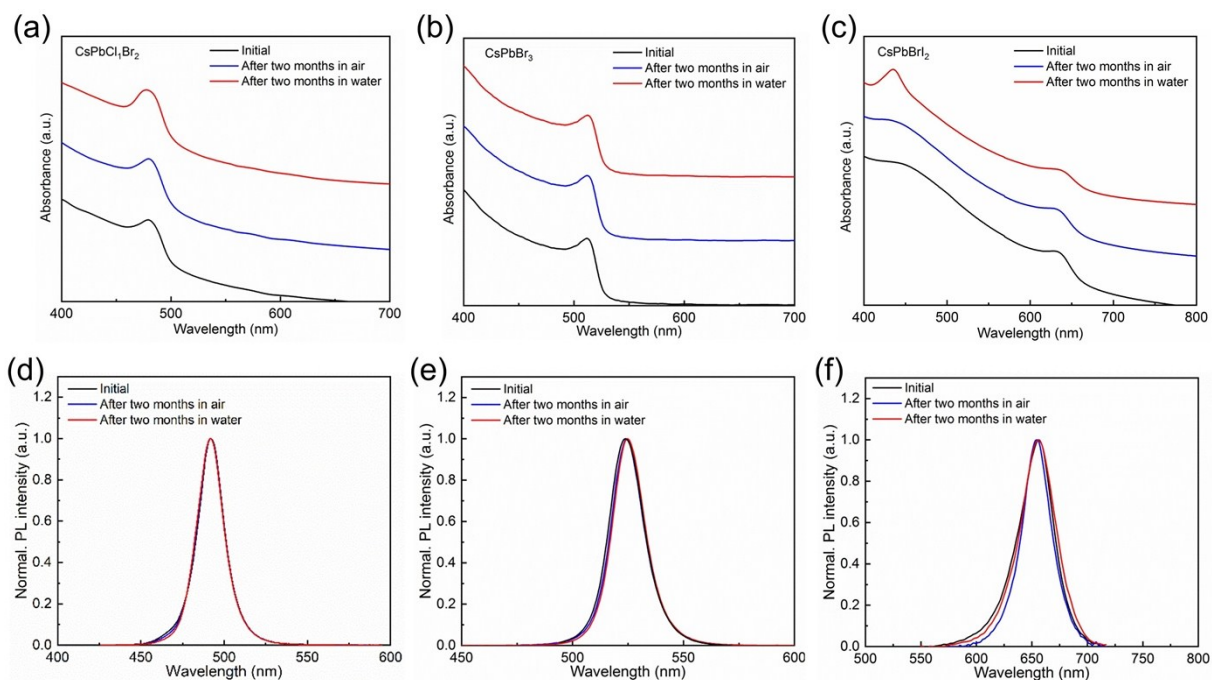 (a)
CsPbCl₁Br₂
Initial
After two months in air
After two months in water
Absorbance (a.u.)
400 500 600 700
Wavelength (nm)
(b)
CsPbBr₃
Initial
After two months in air
After two months in water
Absorbance (a.u.)
400 500 600 700
Wavelength (nm)
(c)
CsPbBrI₂
Initial
After two months in air
After two months in water
Absorbance (a.u.)
400 500 600 700 800
Wavelength (nm)
(d)
Initial
After two months in air
After two months in water
Normal. PL intensity (a.u.)
1.2
1.0
0.8
0.6
0.4
0.2
0.0
400 450 500 550 600
Wavelength (nm)
(e)
Initial
After two months in air
After two months in water
Normal. PL intensity (a.u.)
1.2
1.0
0.8
0.6
0.4
0.2
0.0
450 500 550 600
Wavelength (nm)
(f)
Initial
After two months in air
After two months in water
Normal. PL intensity (a.u.)
1.2
1.0
0.8
0.6
0.4
0.2
0.0
500 550 600 650 700 750 800
Wavelength (nm)